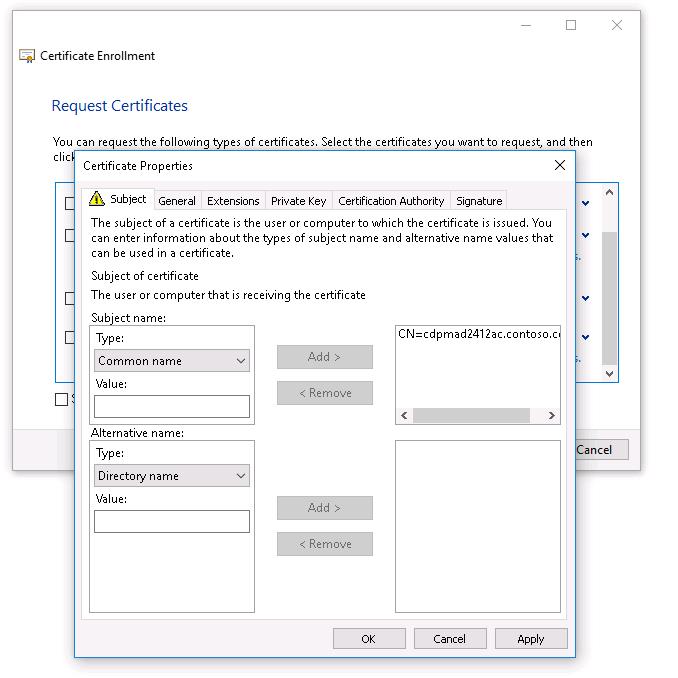 Certificate Enrollment
Request Certificates
You can request the following types of certificates. Select the certificates you want to request, and then
Certificate Properties
Subject General Extensions Private Key Certification Authority Signature
The subject of a certificate is the user or computer to which the certificate is issued. You
can enter information about the types of subject name and alternative name values that
can be used in a certificate.
Subject of certificate
The user or computer that is receiving the certificate
Subject name:
Type:
Common name
Value:
Add >
< Remove
CN=cdpmad2412ac.contoso.c
Alternative name:
Type:
Directory name
Value:
Add >
< Remove
Cancel
OK Cancel Apply